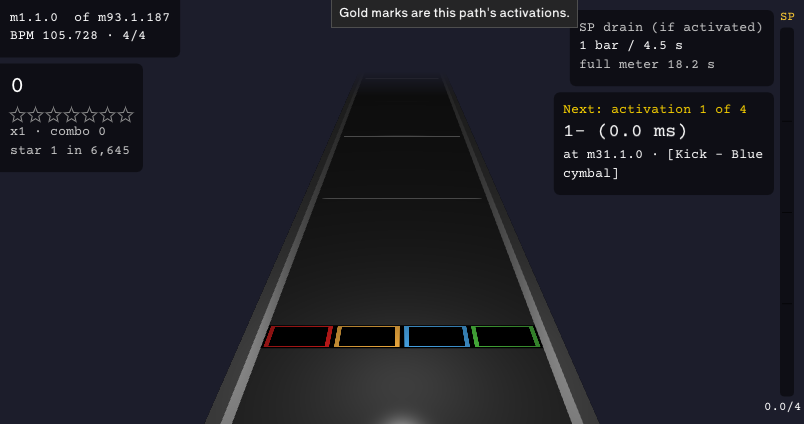 Gold marks are this path's activations.
m1.1.0 of m93.1.187
BPM 105.728 · 4/4
0
x1 · combo 0
star 1 in 6,645
SP drain (if activated)
1 bar / 4.5 s
full meter 18.2 s
Next: activation 1 of 4
1− (0.0 ms)
at m31.1.0 · [Kick – Blue
cymbal]
SP
0.0/4